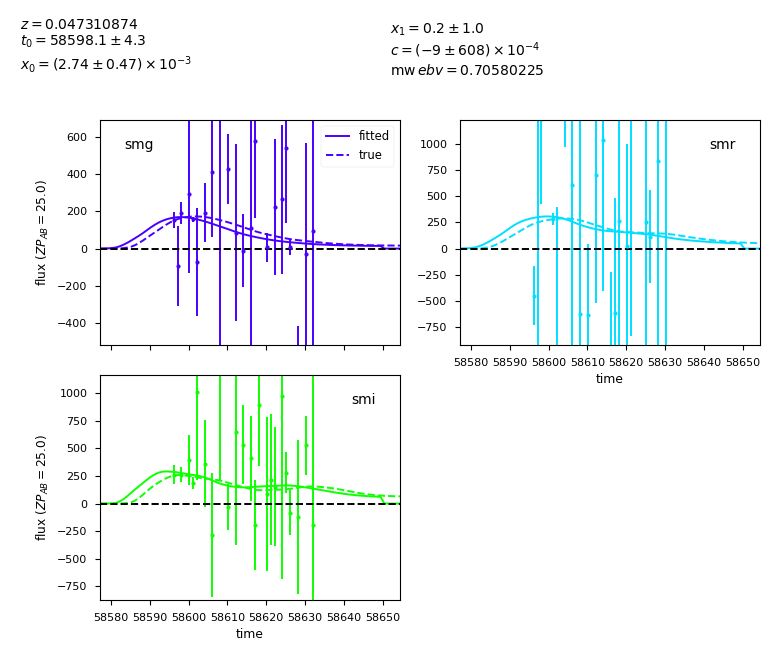 z = 0.047310874
t₀ = 58598.1 ± 4.3
x₀ = (2.74 ± 0.47) × 10⁻³
x₁ = 0.2 ± 1.0
c = (−9 ± 608) × 10⁻⁴
mw ebv = 0.70580225
smg
fitted
true
600
400
200
0
−200
−400
flux (ZP_AB = 25.0)
smr
1000
750
500
250
0
−250
−500
−750
58580 58590 58600 58610 58620 58630 58640 58650
time
smi
1000
750
500
250
0
−250
−500
−750
flux (ZP_AB = 25.0)
58580 58590 58600 58610 58620 58630 58640 58650
time